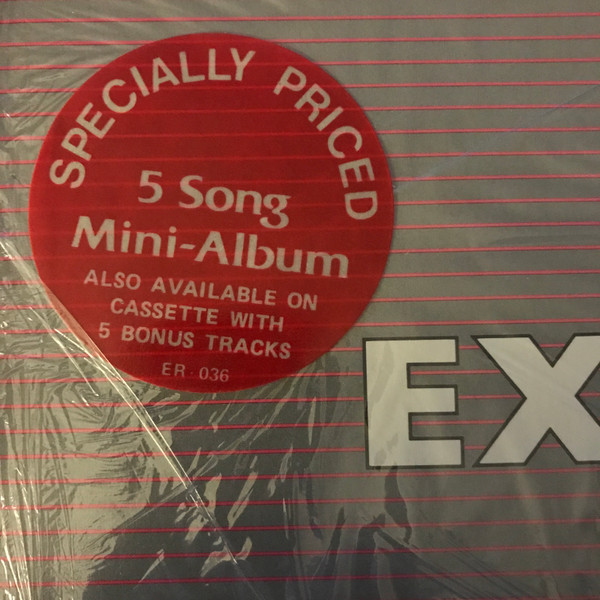 SPECIALLY PRICED
5 Song
Mini-Album
ALSO AVAILABLE ON
CASSETTE WITH
5 BONUS TRACKS
ER-036
EX